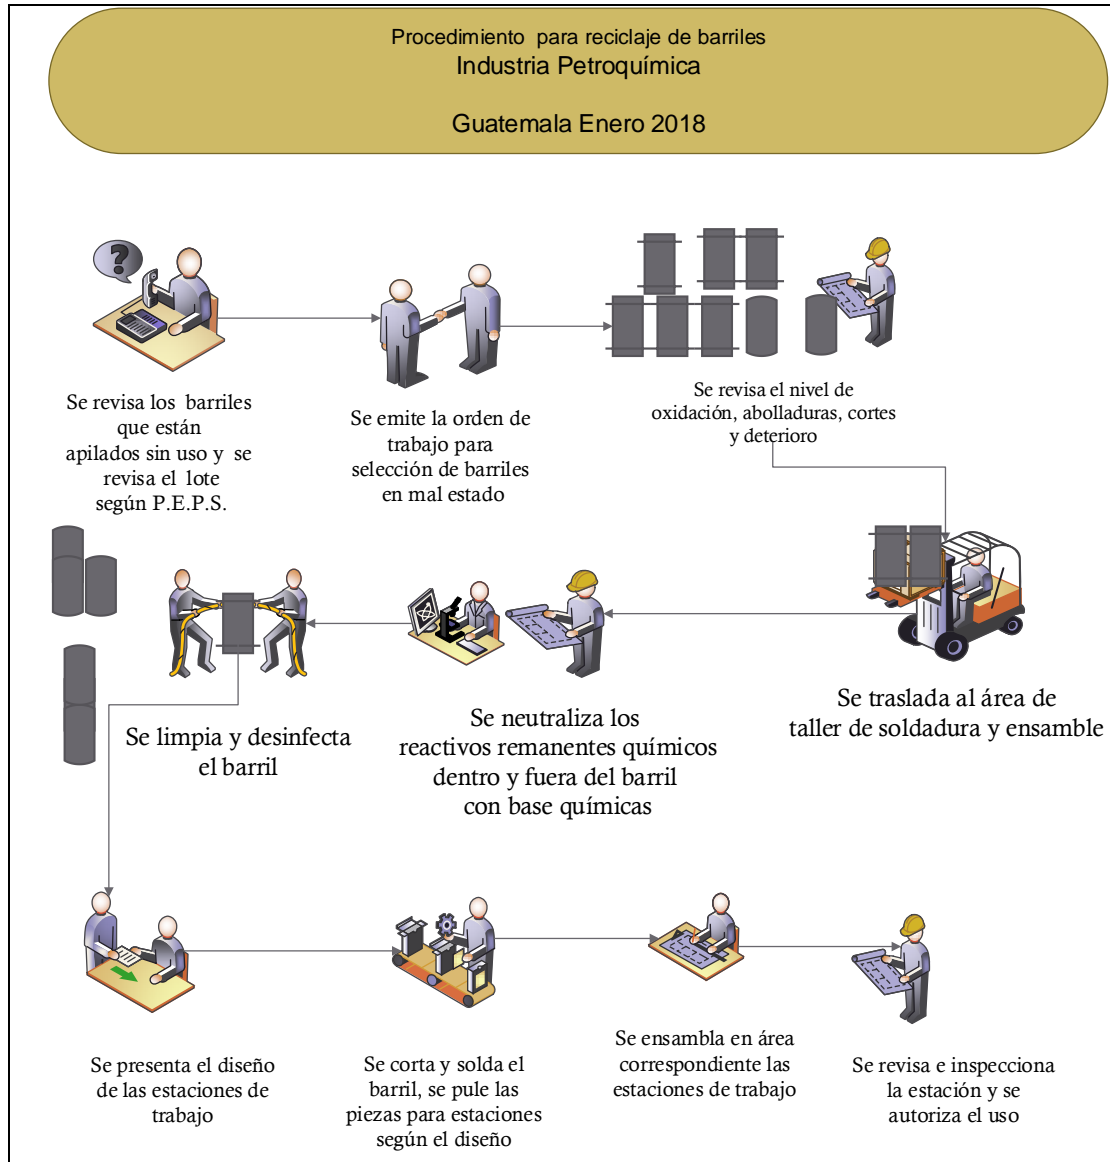 Procedimiento para reciclaje de barriles
Industria Petroquímica
Guatemala Enero 2018
?
Se revisa los barriles
que están
apilados sin uso y se
revisa el lote
según P.E.P.S.
Se emite la orden de
trabajo para
selección de barriles
en mal estado
Se revisa el nivel de
oxidación, abolladuras, cortes
y deterioro
Se traslada al área de
taller de soldadura y ensamble
Se neutraliza los
reactivos remanentes químicos
dentro y fuera del barril
con base químicas
Se limpia y desinfecta
el barril
Se presenta el diseño
de las estaciones de
trabajo
Se corta y solda el
barril, se pule las
piezas para estaciones
según el diseño
Se ensambla en área
correspondiente las
estaciones de trabajo
Se revisa e inspecciona
la estación y se
autoriza el uso